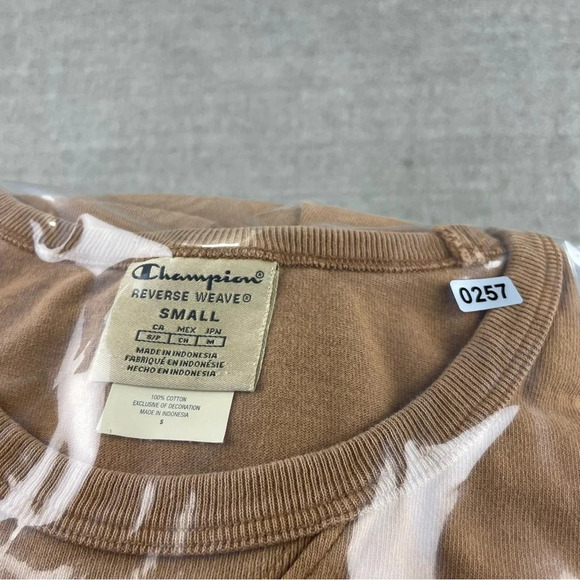 Champion®
REVERSE WEAVE®
SMALL
CA MEX JPN
S/P CH M
MADE IN INDONESIA
FABRIQUÉ EN INDONÉSIE
HECHO EN INDONESIA
100% COTTON
EXCLUSIVE OF DECORATION
MADE IN INDONESIA
S
0257